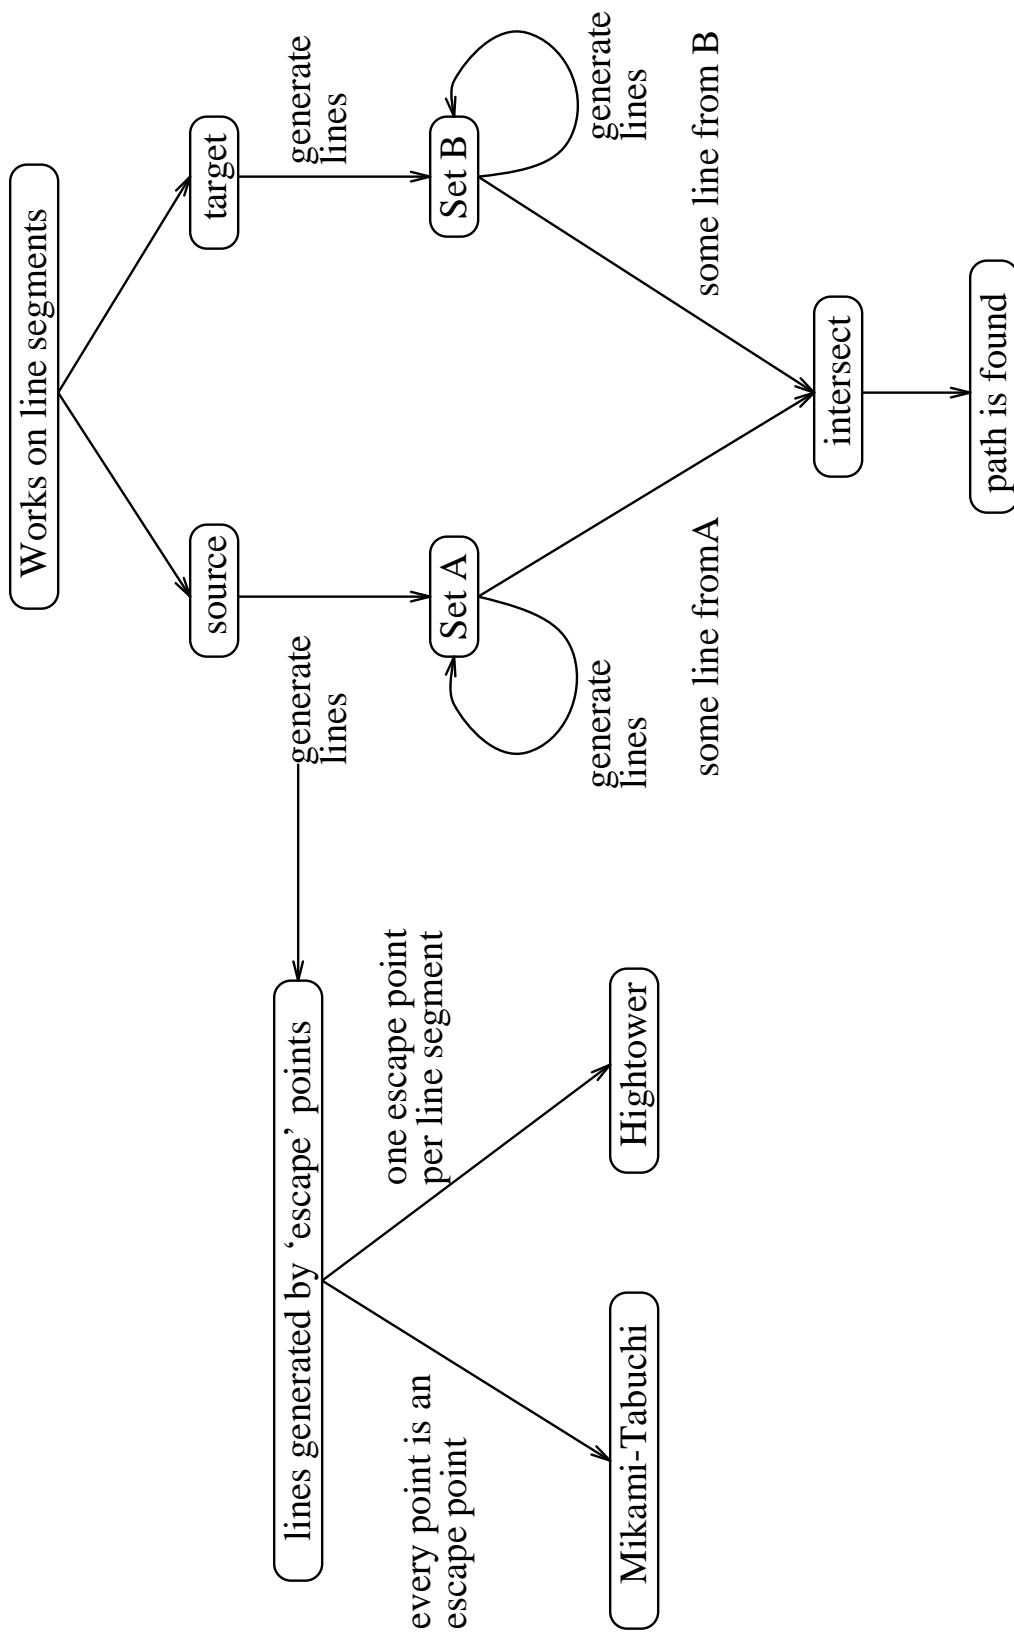 Works on line segments
source
target
generate
lines
generate
lines
lines generated by ‘escape’ points
Set A
Set B
every point is an
escape point
one escape point
per line segment
generate
lines
generate
lines
Mikami-Tabuchi
Hightower
some line fromA
some line from B
intersect
path is found